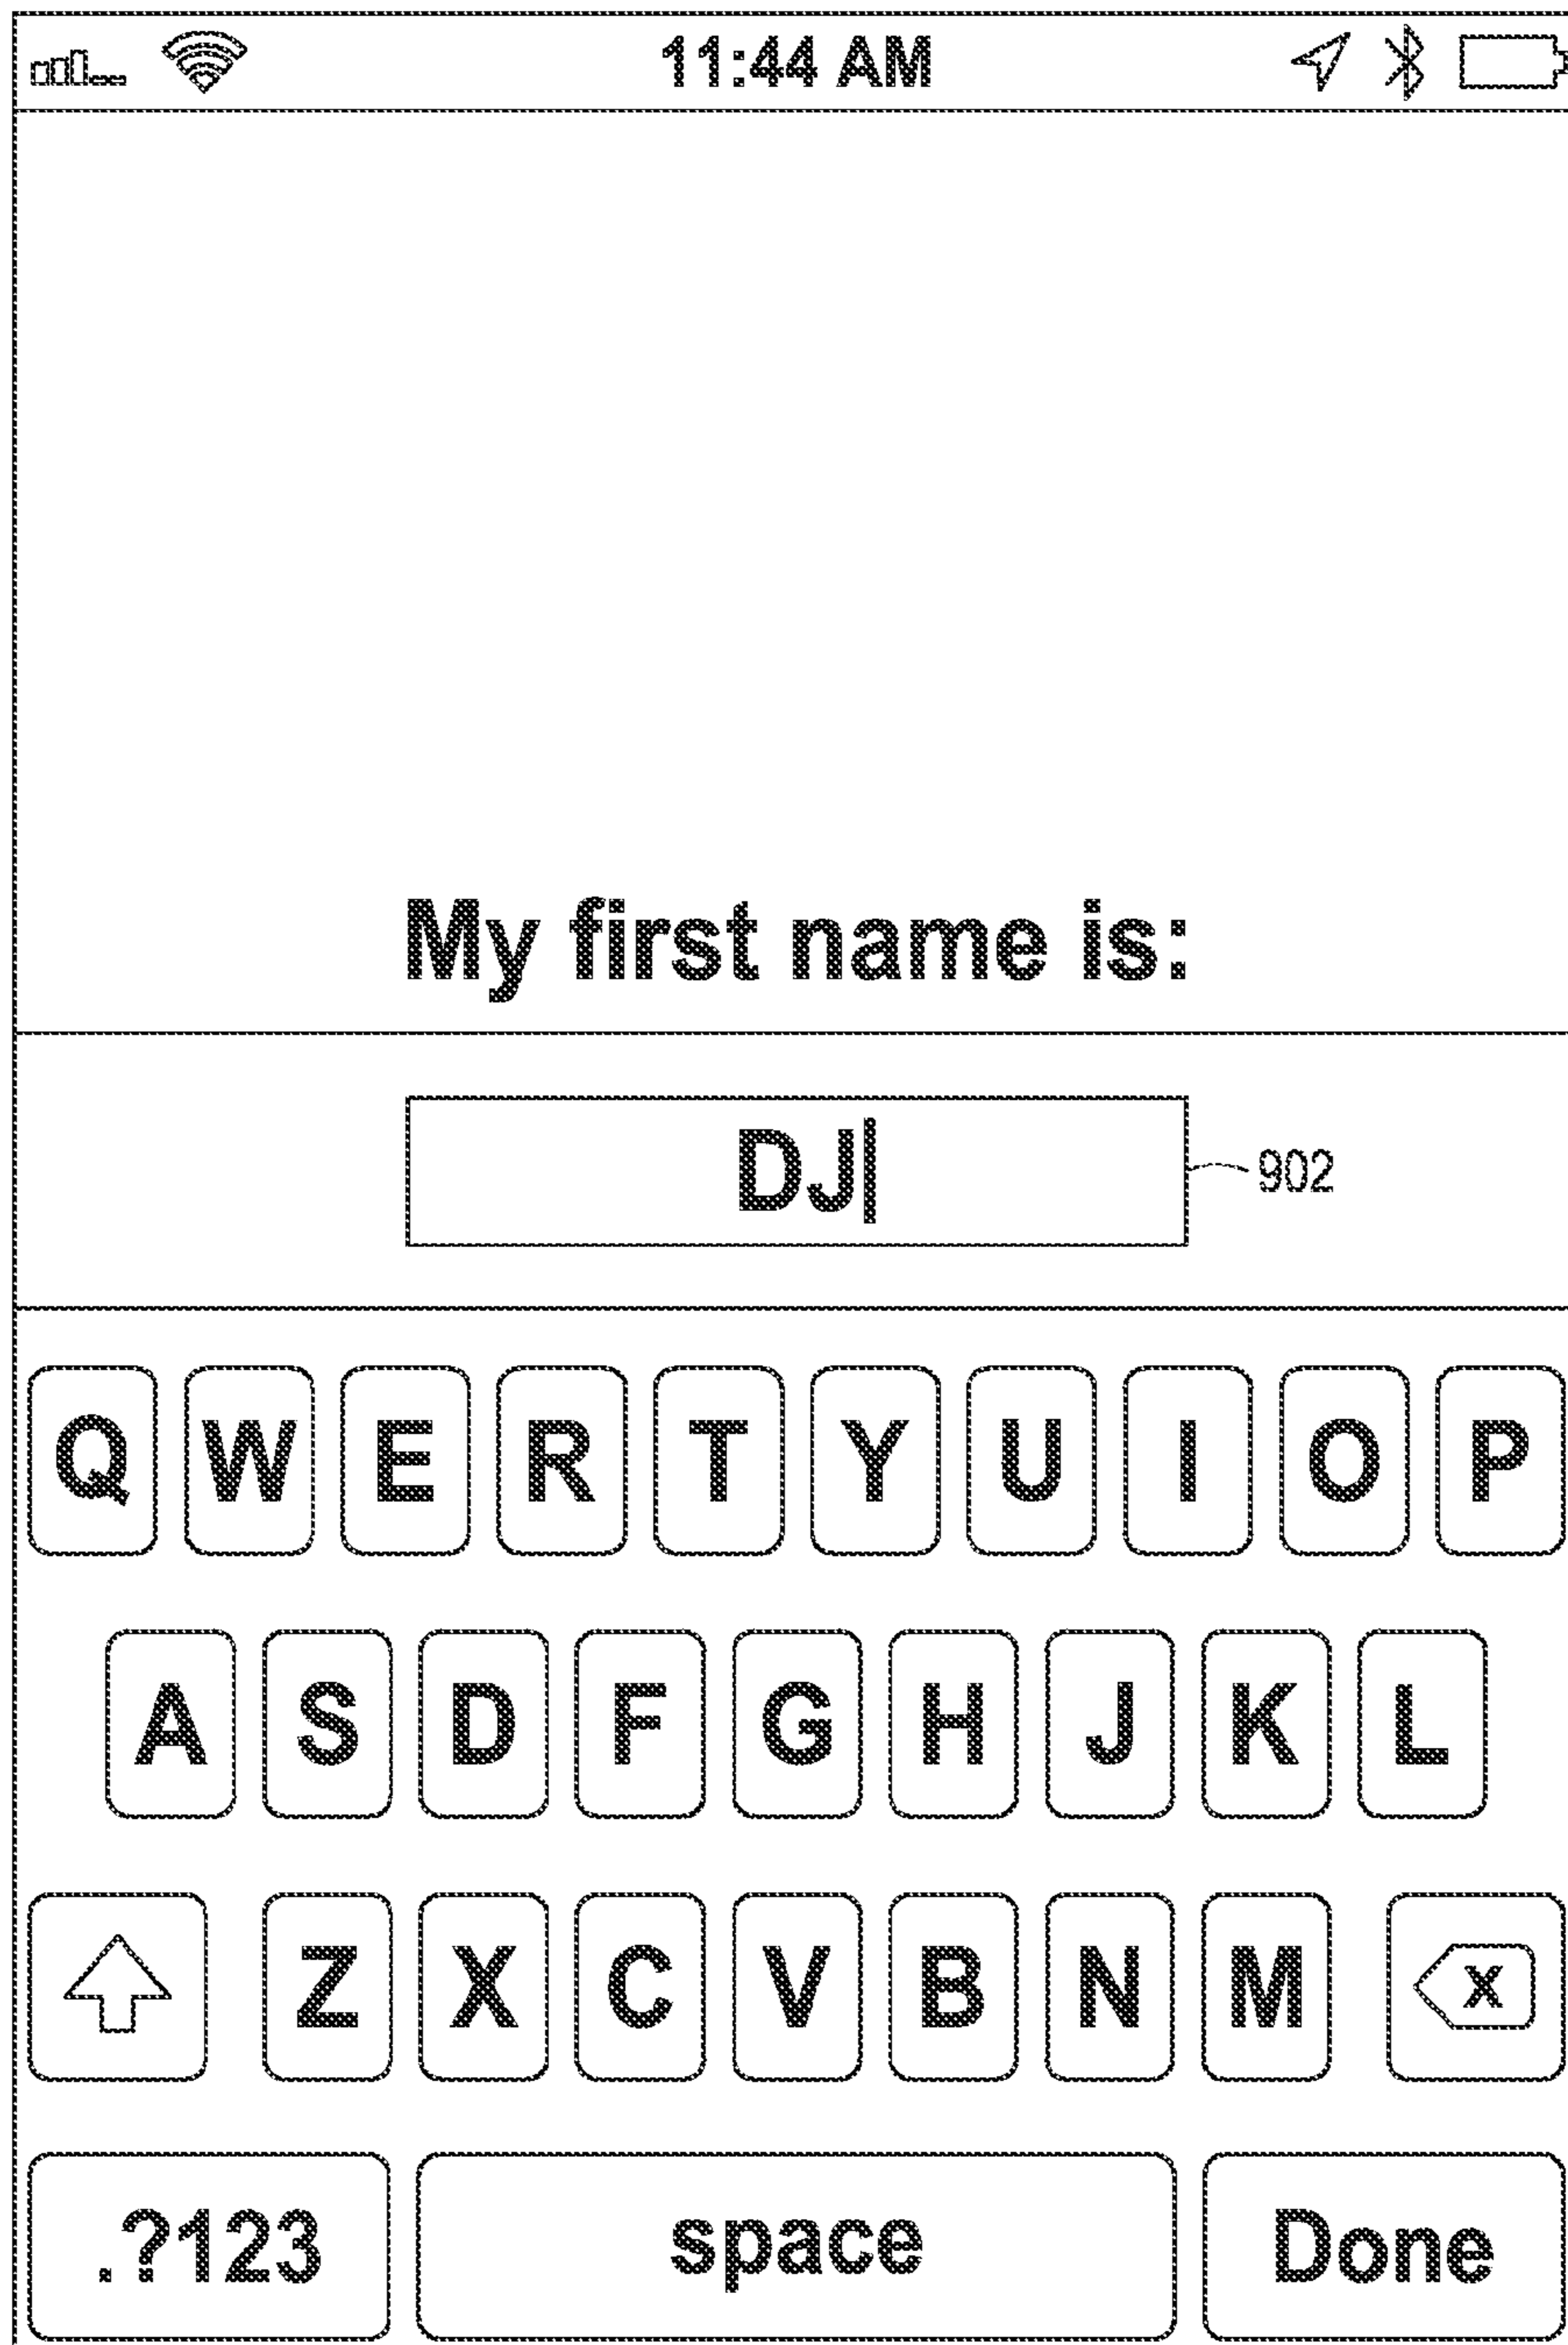 11:44 AM
My first name is:
DJ
902
Q W E R T Y U I O P
A S D F G H J K L
Z X C V B N M X
.?123 space Done